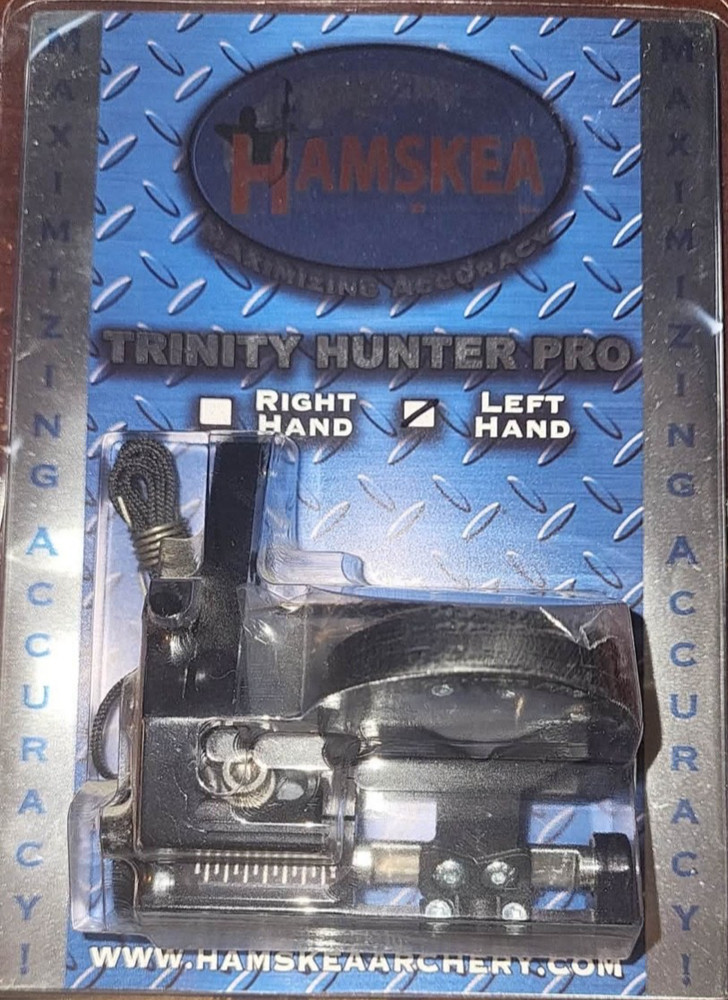 HAMSKEA
MAXIMIZING ACCURACY
TRINITY HUNTER PRO
RIGHT HAND
LEFT HAND
MAXIMIZING ACCURACY!
MAXIMIZING ACCURACY!
WWW.HAMSKEAARCHERY.COM